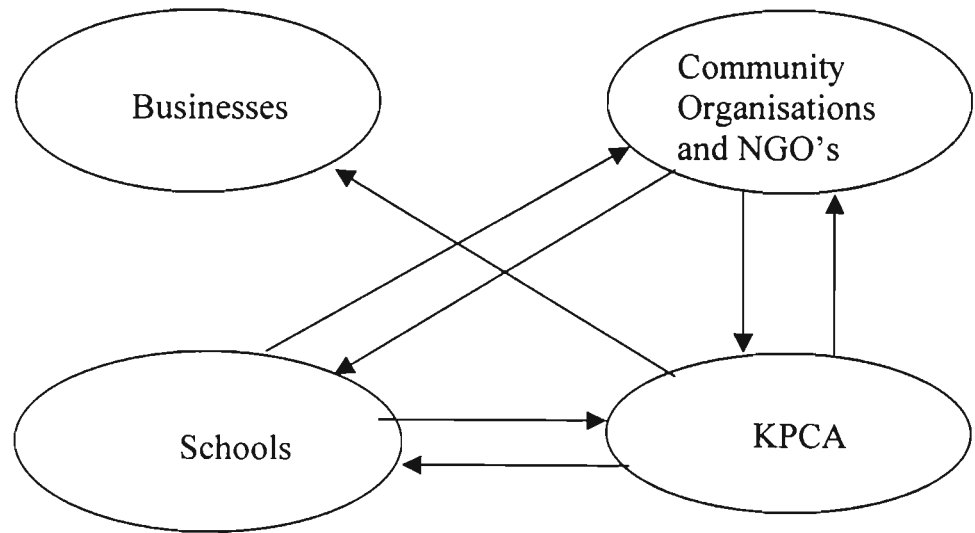 Businesses
Community
Organisations
and NGO's
Schools
KPCA